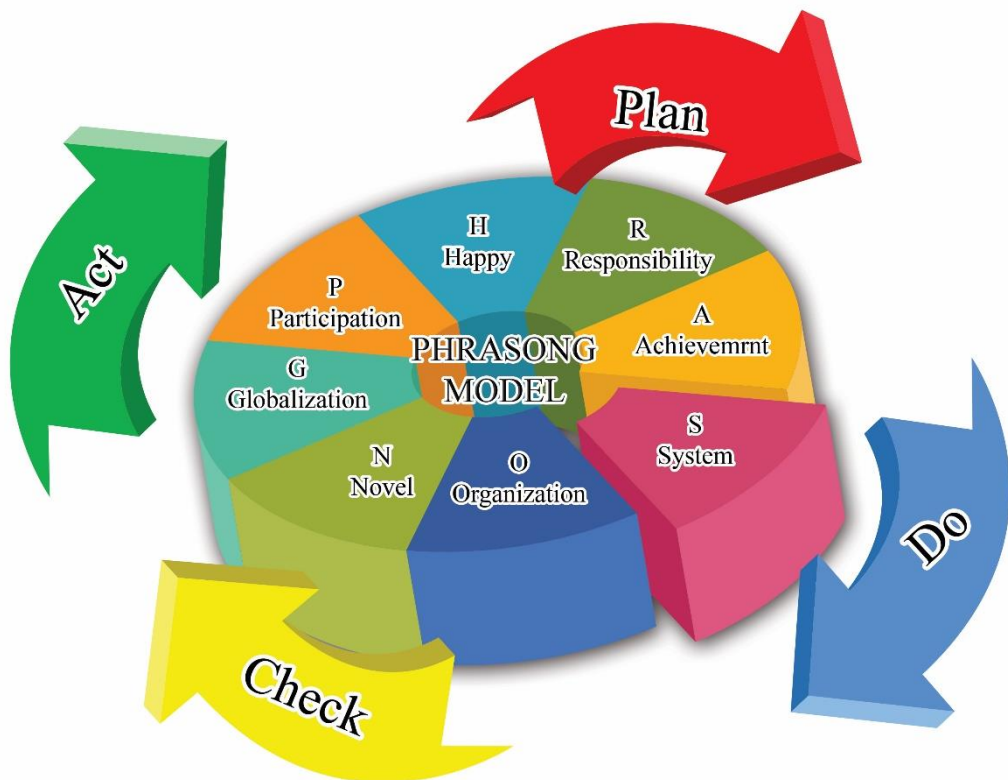 Plan
Act
H
Happy
R
Responsibility
P
Participation
A
Achievemrnt
PHRASONG
MODEL
G
Globalization
S
System
N
Novel
O
Organization
Do
Check